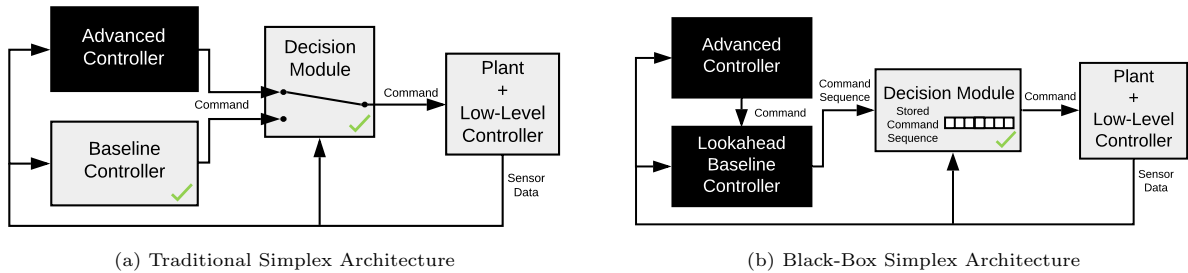 Advanced
Controller
Command
Baseline
Controller
Decision
Module
Command
Plant
+
Low-Level
Controller
Sensor
Data
(a) Traditional Simplex Architecture
Advanced
Controller
Command
Lookahead
Baseline
Controller
Command
Sequence
Decision Module
Stored
Command
Sequence
Command
Plant
+
Low-Level
Controller
Sensor
Data
(b) Black-Box Simplex Architecture